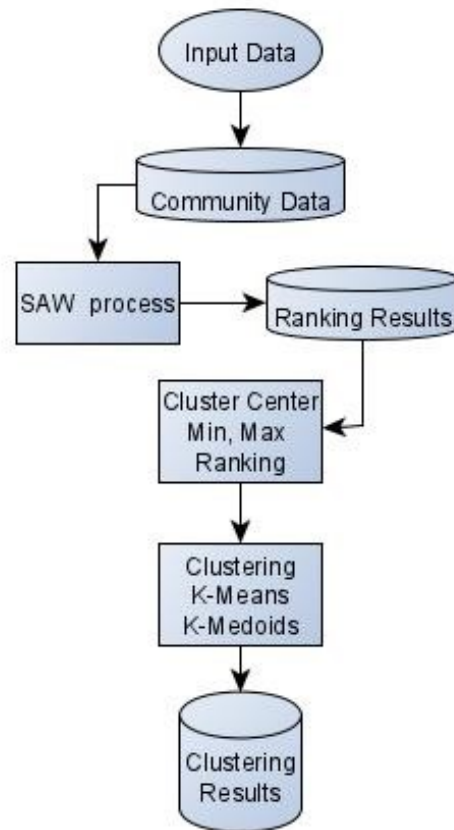 Input Data
Community Data
SAW process
Ranking Results
Cluster Center
Min, Max
Ranking
Clustering
K-Means
K-Medoids
Clustering
Results